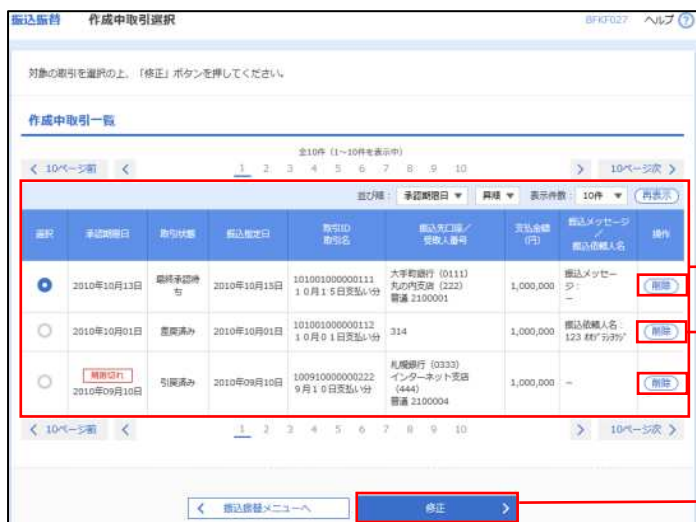 振込振替 作成中取引選択 BFKF027 ヘルプ ?
対象の取引を選択の上、「修正」ボタンを押してください。
作成中取引一覧
全10件（1～10件を表示中）
< 10ページ前 < 1 2 3 4 5 6 7 8 9 10 > 10ページ次 >
並び順： 承認期限日 ▼ 昇順 ▼ 表示件数： 10件 ▼ 再表示
選択 承認期限日 取引状態 振込指定日 取引ID 振込先口座／ 支払金額 振込メッセージ 操作
取引名 受取人番号 (円) ／
振込依頼人名
2010年10月13日 最終承認待ち 2010年10月15日 101001000000111 大手町銀行（0111） 1,000,000 振込メッセージ： 削除
10月15日支払い分 丸の内支店（222） －
普通 2100001
2010年10月01日 差戻済み 2010年10月01日 101001000000112 314 1,000,000 振込依頼人名： 削除
10月01日支払い分 123
期限切れ 引戻済み 2010年09月10日 100910000000222 札幌銀行（0333） 1,000,000 － 削除
2010年09月10日 9月10日支払い分 インターネット支店
（444）
普通 2100004
< 10ページ前 < 1 2 3 4 5 6 7 8 9 10 > 10ページ次 >
< 振込振替メニューへ 修正 >